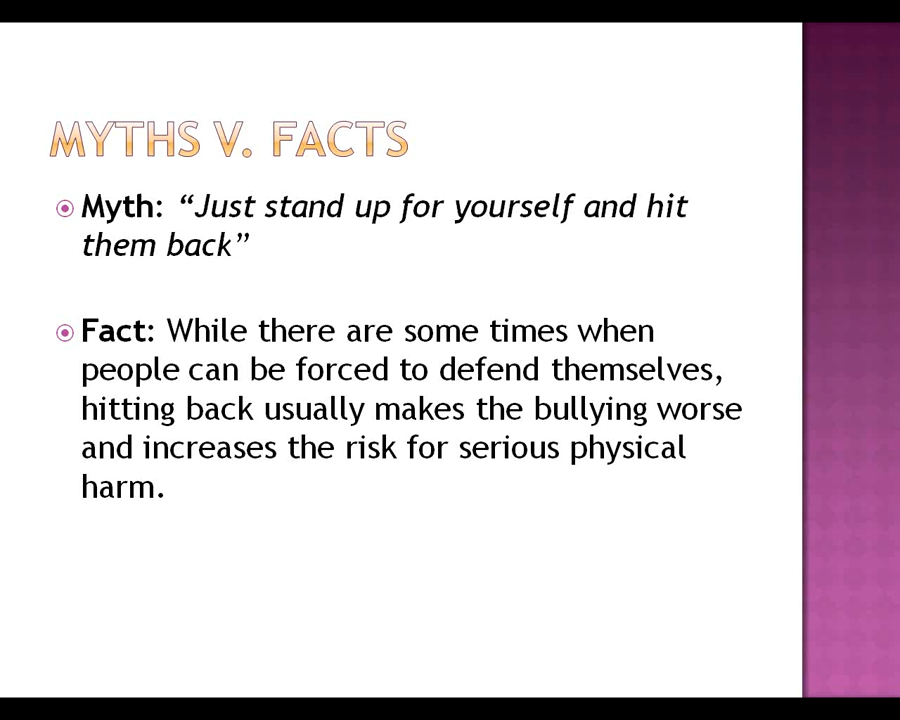 MYTHS V. FACTS
Myth: “Just stand up for yourself and hit
them back”
Fact: While there are some times when
people can be forced to defend themselves,
hitting back usually makes the bullying worse
and increases the risk for serious physical
harm.